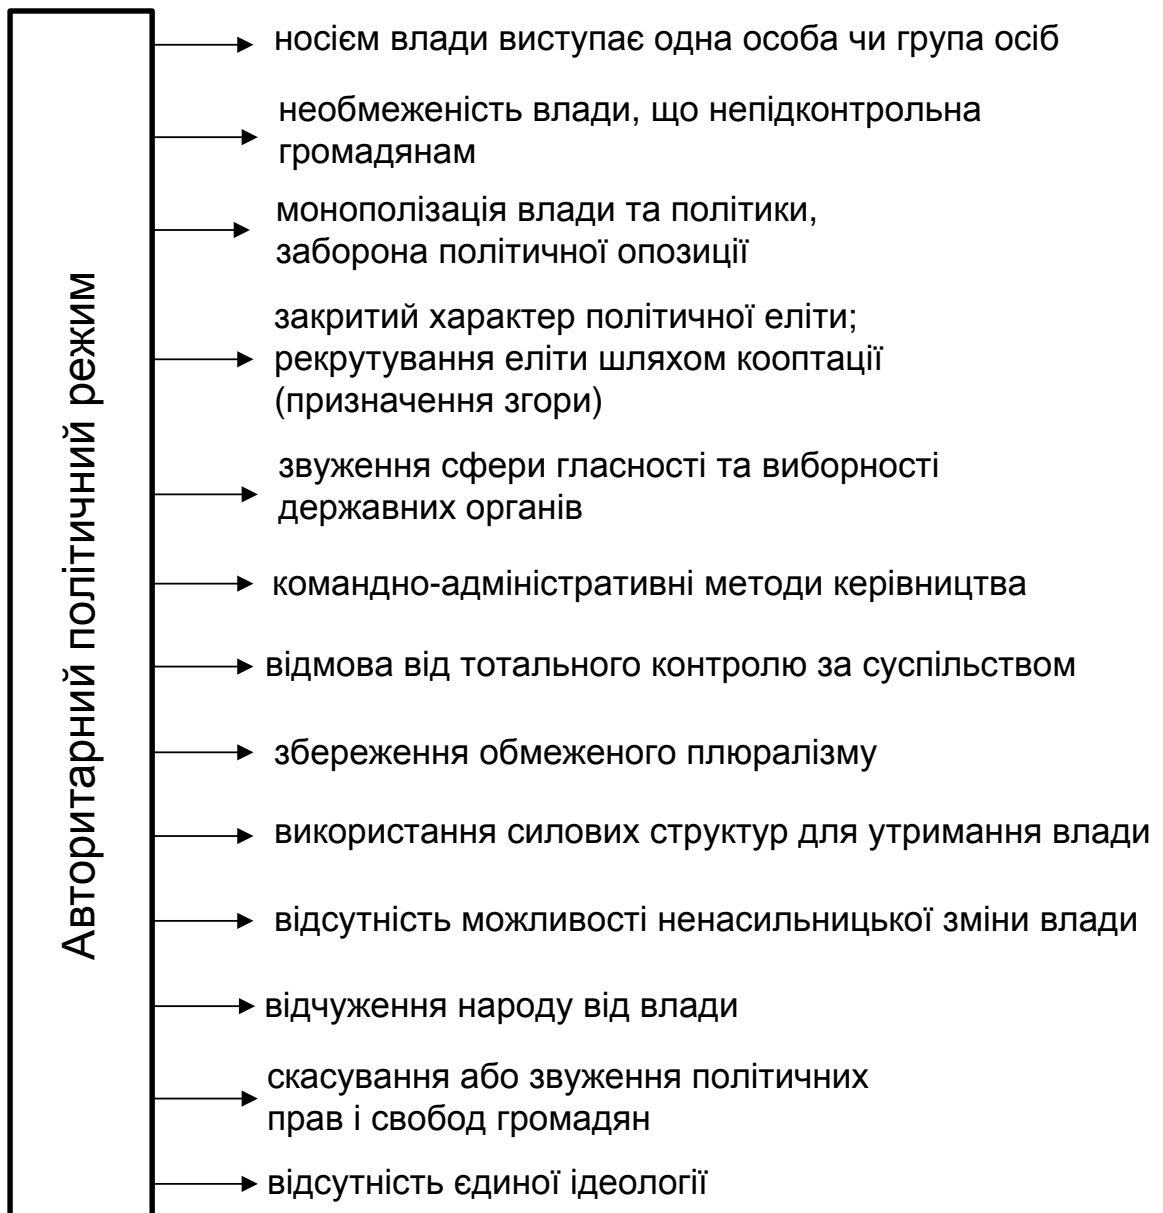 Авторитарний політичний режим
носієм влади виступає одна особа чи група осіб
необмеженість влади, що непідконтрольна
громадянам
монополізація влади та політики,
заборона політичної опозиції
закритий характер політичної еліти;
рекрутування еліти шляхом кооптації
(призначення згори)
звуження сфери гласності та виборності
державних органів
командно-адміністративні методи керівництва
відмова від тотального контролю за суспільством
збереження обмеженого плюралізму
використання силових структур для утримання влади
відсутність можливості ненасильницької зміни влади
відчуження народу від влади
скасування або звуження політичних
прав і свобод громадян
відсутність єдиної ідеології